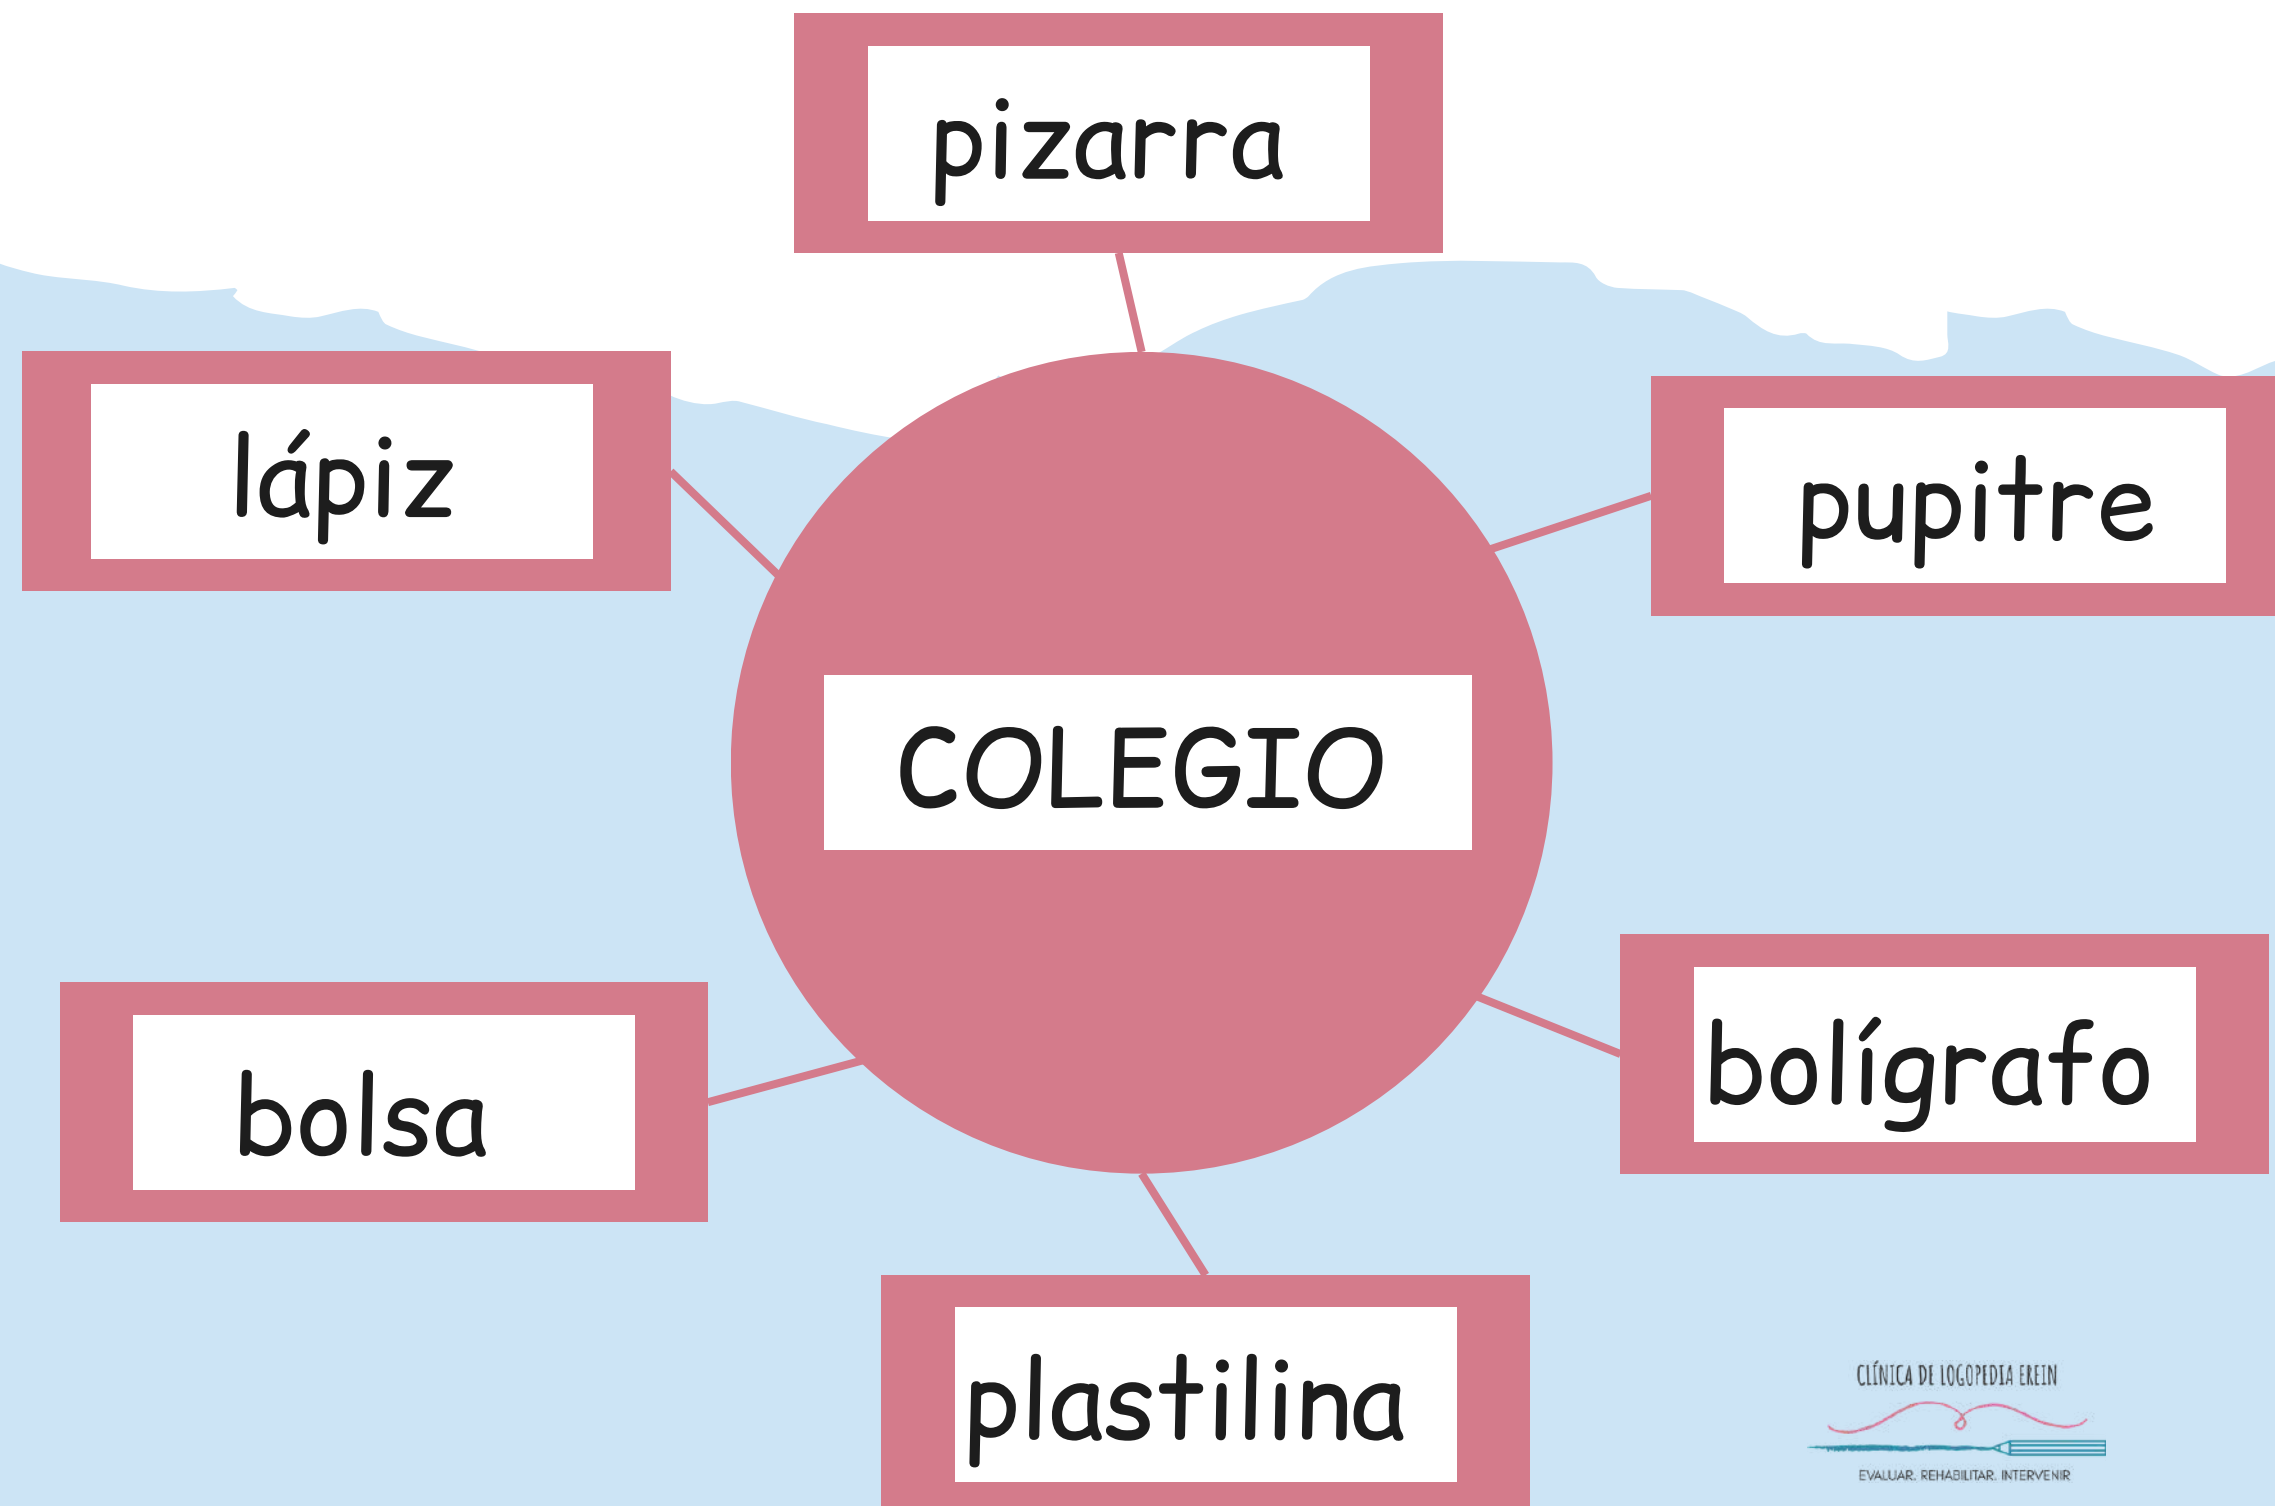 pizarra
lápiz
pupitre
COLEGIO
bolígrafo
bolsa
plastilina
CLÍNICA DE LOGOPEDIA EREIN
EVALUAR. REHABILITAR. INTERVENIR